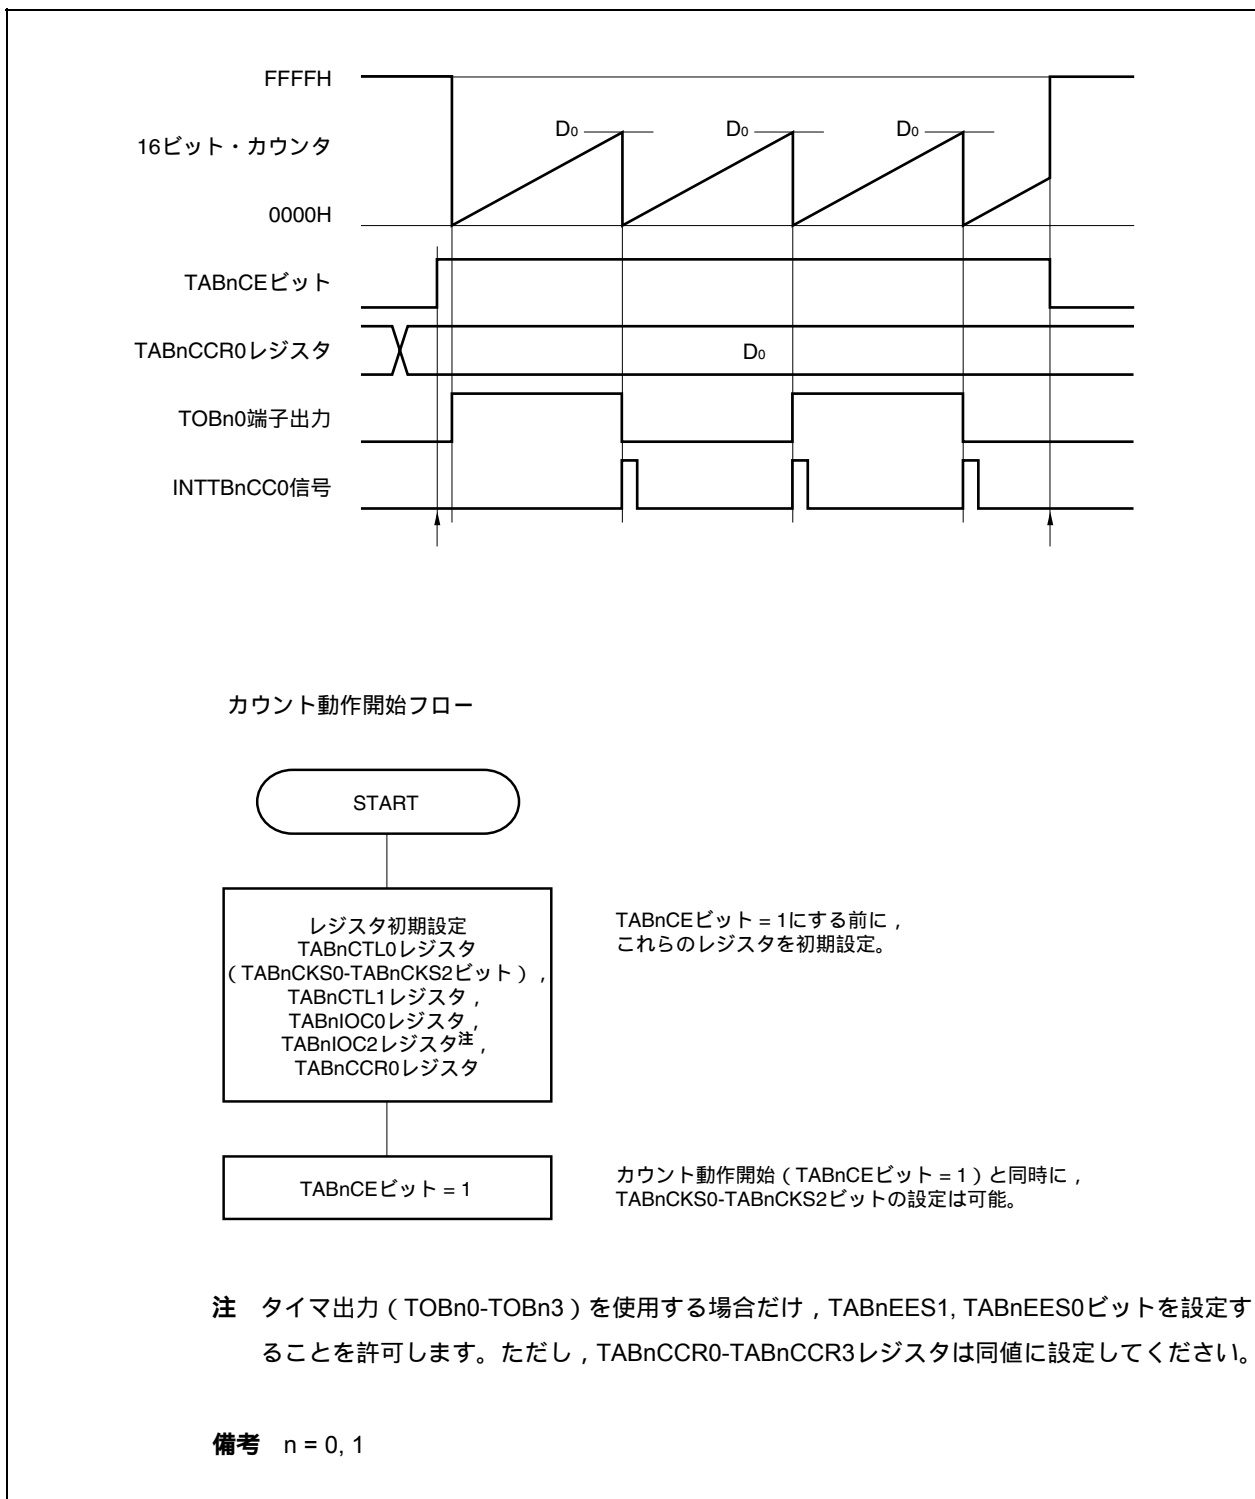 FFFFH
D0 D0 D0
16ビット・カウンタ
0000H
TABnCEビット
TABnCCR0レジスタ D0
TOBn0端子出力
INTTBnCC0信号
カウント動作開始フロー
START
レジスタ初期設定
TABnCTL0レジスタ
（TABnCKS0-TABnCKS2ビット），
TABnCTL1レジスタ，
TABnIOC0レジスタ，
TABnIOC2レジスタ注，
TABnCCR0レジスタ
TABnCEビット = 1にする前に，
これらのレジスタを初期設定。
TABnCEビット = 1
カウント動作開始（TABnCEビット = 1）と同時に，
TABnCKS0-TABnCKS2ビットの設定は可能。
注 タイマ出力（TOBn0-TOBn3）を使用する場合だけ，TABnEES1, TABnEES0ビットを設定す
ることを許可します。ただし，TABnCCR0-TABnCCR3レジスタは同値に設定してください。
備考 n = 0, 1